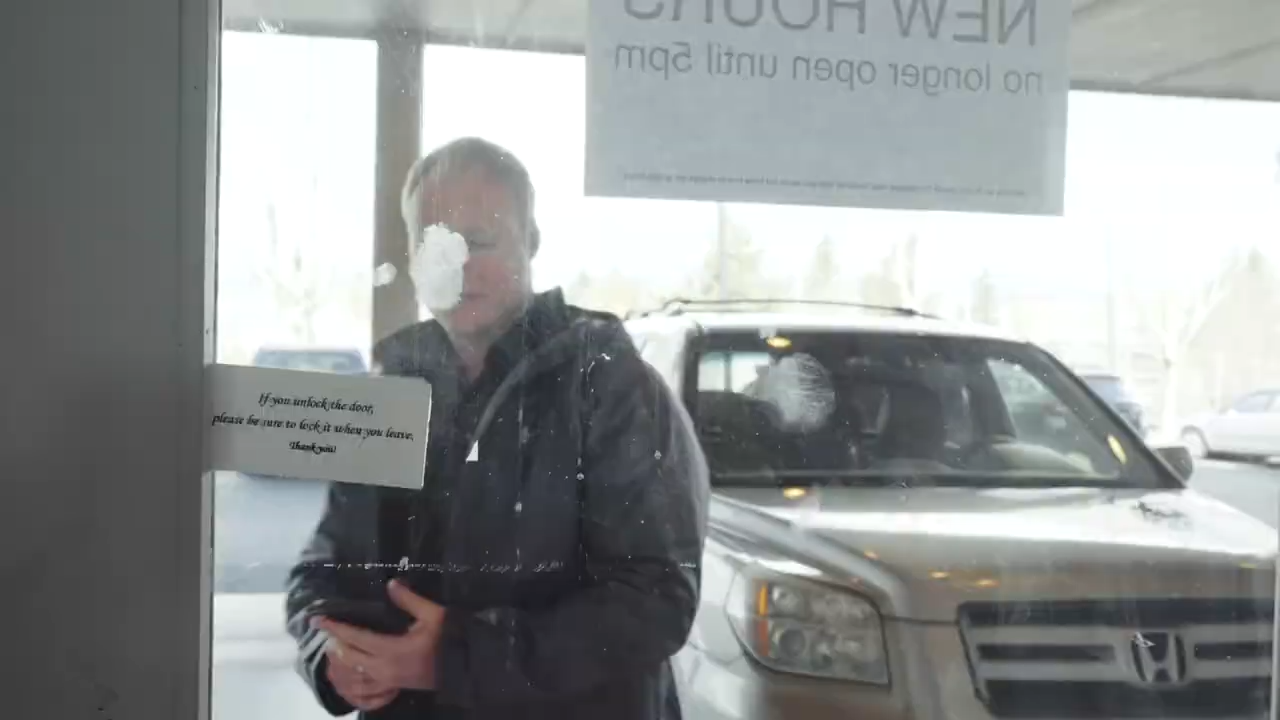 NEW HOURS
no longer open until 5pm
If you unlock the door,
please be sure to lock it when you leave.
Thank you!